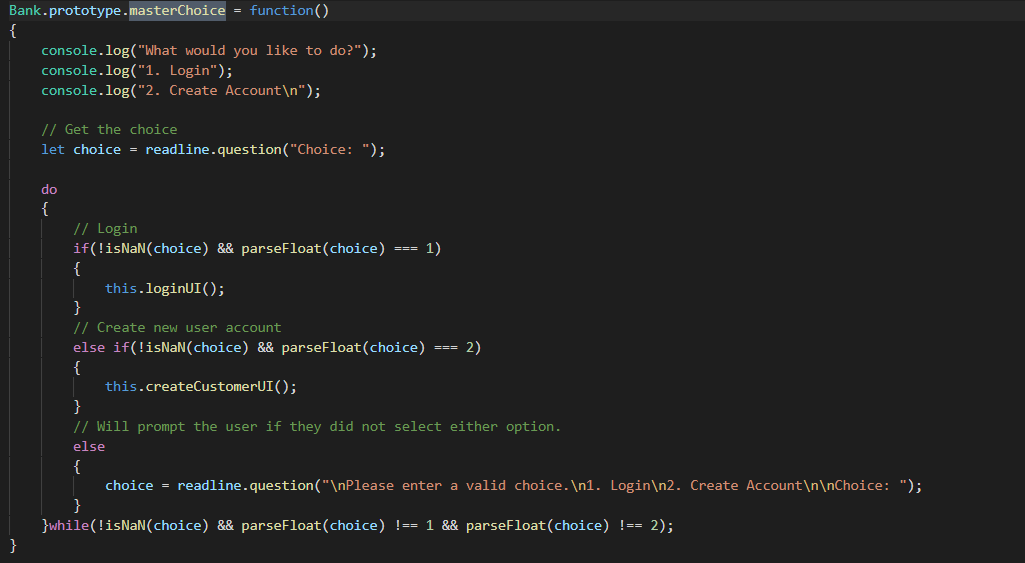 Bank.prototype.masterChoice = function()
{
    console.log("What would you like to do?");
    console.log("1. Login");
    console.log("2. Create Account\n");

    // Get the choice
    let choice = readline.question("Choice: ");

    do
    {
        // Login
        if(!isNaN(choice) && parseFloat(choice) === 1)
        {
            this.loginUI();
        }
        // Create new user account
        else if(!isNaN(choice) && parseFloat(choice) === 2)
        {
            this.createCustomerUI();
        }
        // Will prompt the user if they did not select either option.
        else
        {
            choice = readline.question("\nPlease enter a valid choice.\n1. Login\n2. Create Account\n\nChoice: ");
        }
    }while(!isNaN(choice) && parseFloat(choice) !== 1 && parseFloat(choice) !== 2);
}